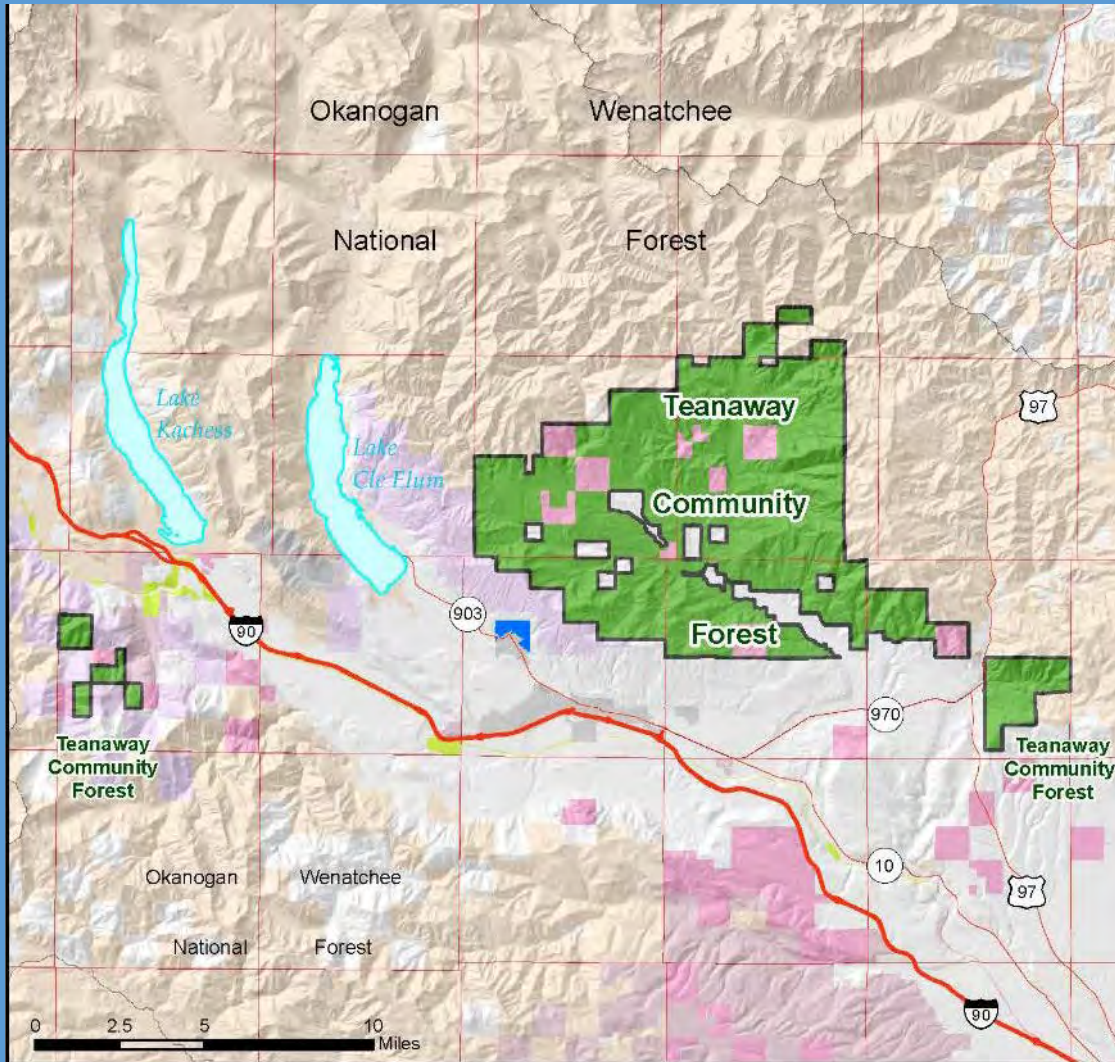 Okanogan Wenatchee
National Forest
Lake
Kachess
Lake
Cle Elum
97
Teanaway
Community
Forest
903
90
970
Teanaway
Community
Forest
Teanaway
Community
Forest
10
97
Okanogan Wenatchee
National Forest
90
0 2.5 5 10
Miles